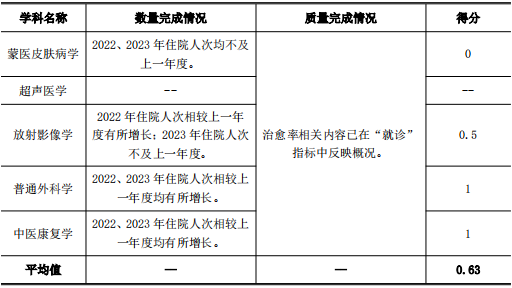 学科名称 数量完成情况 质量完成情况 得分
蒙医皮肤病学 2022、2023 年住院人次均不及上一年度。 0
超声医学 -- --
放射影像学 2022 年住院人次相较上一年度有所增长；2023 年住院人次不及上一年度。 治愈率相关内容已在“就诊”指标中反映概况。 0.5
普通外科学 2022、2023 年住院人次相较上一年度均有所增长。 1
中医康复学 2022、2023 年住院人次相较上一年度均有所增长。 1
平均值 — — 0.63